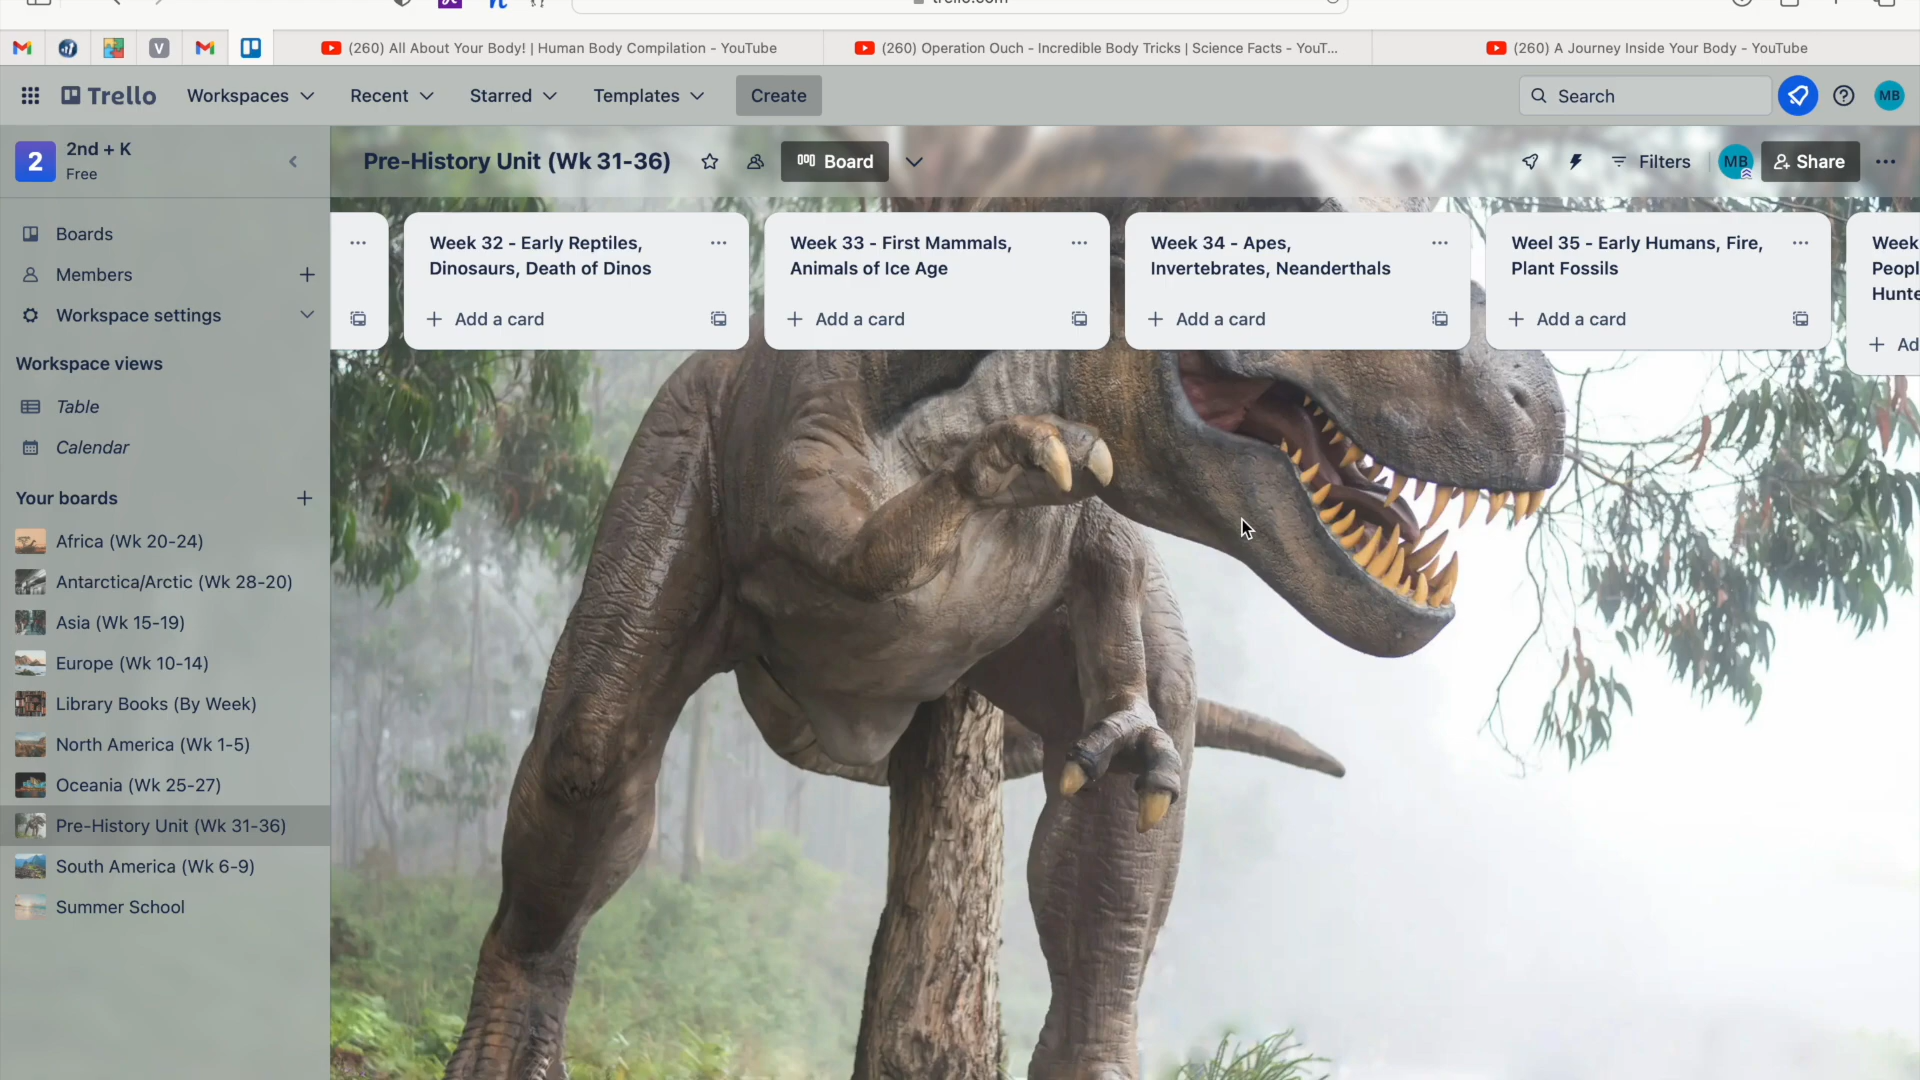 (260) All About Your Body! | Human Body Compilation - YouTube
(260) Operation Ouch - Incredible Body Tricks | Science Facts - YouT...
(260) A Journey Inside Your Body - YouTube
V
Trello
Workspaces
Recent
Starred
Templates
Create
Search
MB
2
2nd + K
Free
Pre-History Unit (Wk 31-36)
Board
Filters
MB
Share
Boards
Members
Workspace settings
Workspace views
Table
Calendar
Your boards
Africa (Wk 20-24)
Antarctica/Arctic (Wk 28-20)
Asia (Wk 15-19)
Europe (Wk 10-14)
Library Books (By Week)
North America (Wk 1-5)
Oceania (Wk 25-27)
Pre-History Unit (Wk 31-36)
South America (Wk 6-9)
Summer School
Week 32 - Early Reptiles,
Dinosaurs, Death of Dinos
Add a card
Week 33 - First Mammals,
Animals of Ice Age
Add a card
Week 34 - Apes,
Invertebrates, Neanderthals
Add a card
Weel 35 - Early Humans, Fire,
Plant Fossils
Add a card
Week
Peopl
Hunte
Ad